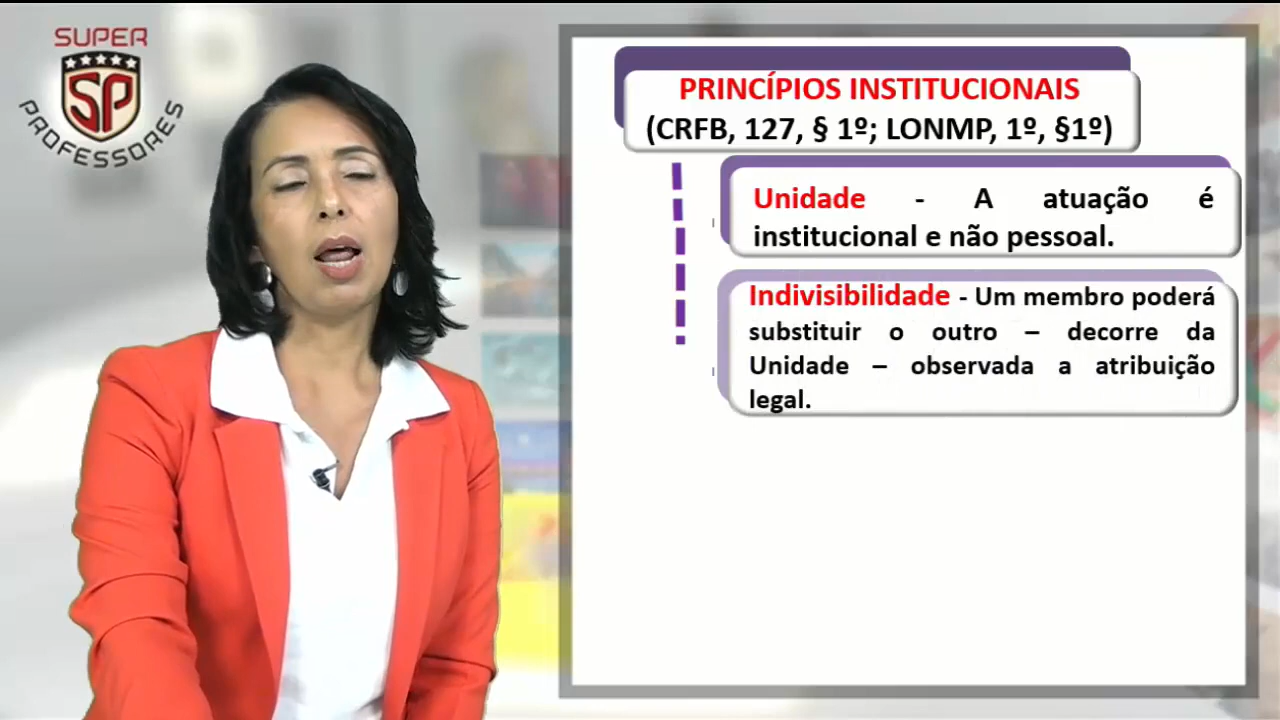 SUPER
SP
PROFESSORES
PRINCÍPIOS INSTITUCIONAIS
(CRFB, 127, § 1º; LONMP, 1º, §1º)
Unidade - A atuação é
institucional e não pessoal.
Indivisibilidade - Um membro poderá
substituir o outro – decorre da
Unidade – observada a atribuição
legal.